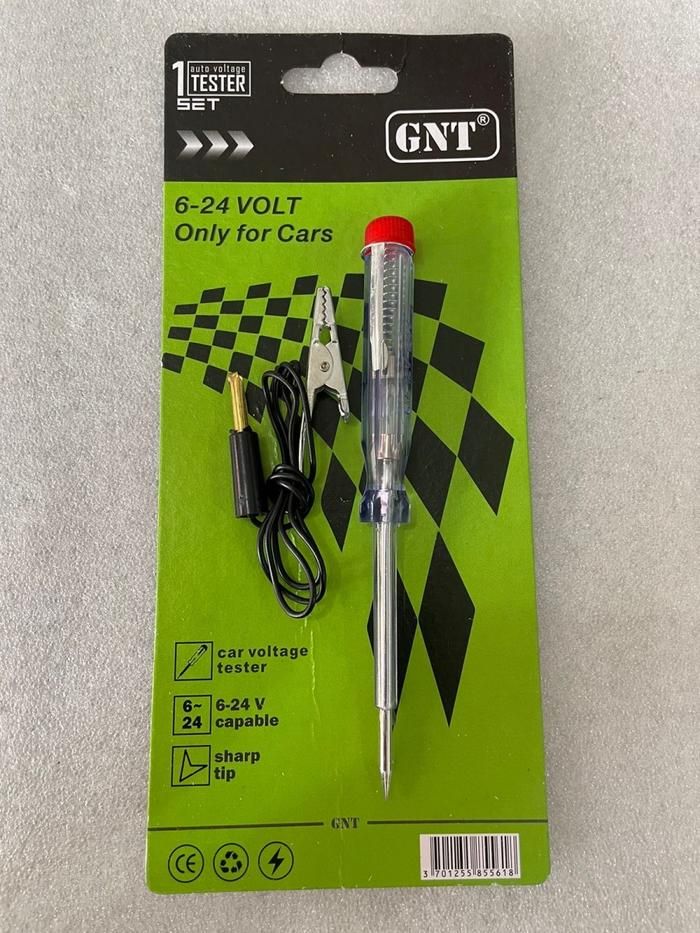 1 auto voltage
TESTER
SET
GNT®
6-24 VOLT
Only for Cars
car voltage
tester
6~
24
6-24 V
capable
sharp
tip
GNT
CE
3 701255 855618